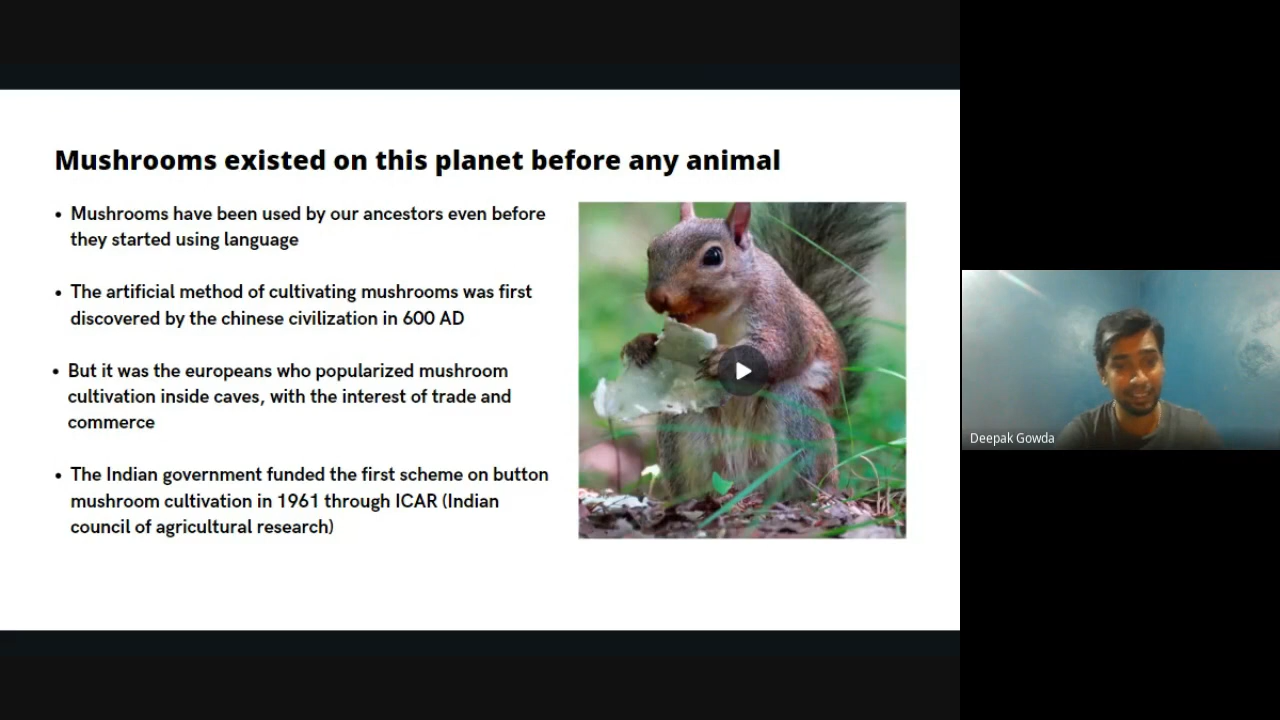 Mushrooms existed on this planet before any animal
• Mushrooms have been used by our ancestors even before
they started using language
• The artificial method of cultivating mushrooms was first
discovered by the chinese civilization in 600 AD
• But it was the europeans who popularized mushroom
cultivation inside caves, with the interest of trade and
commerce
• The Indian government funded the first scheme on button
mushroom cultivation in 1961 through ICAR (Indian
council of agricultural research)
Deepak Gowda